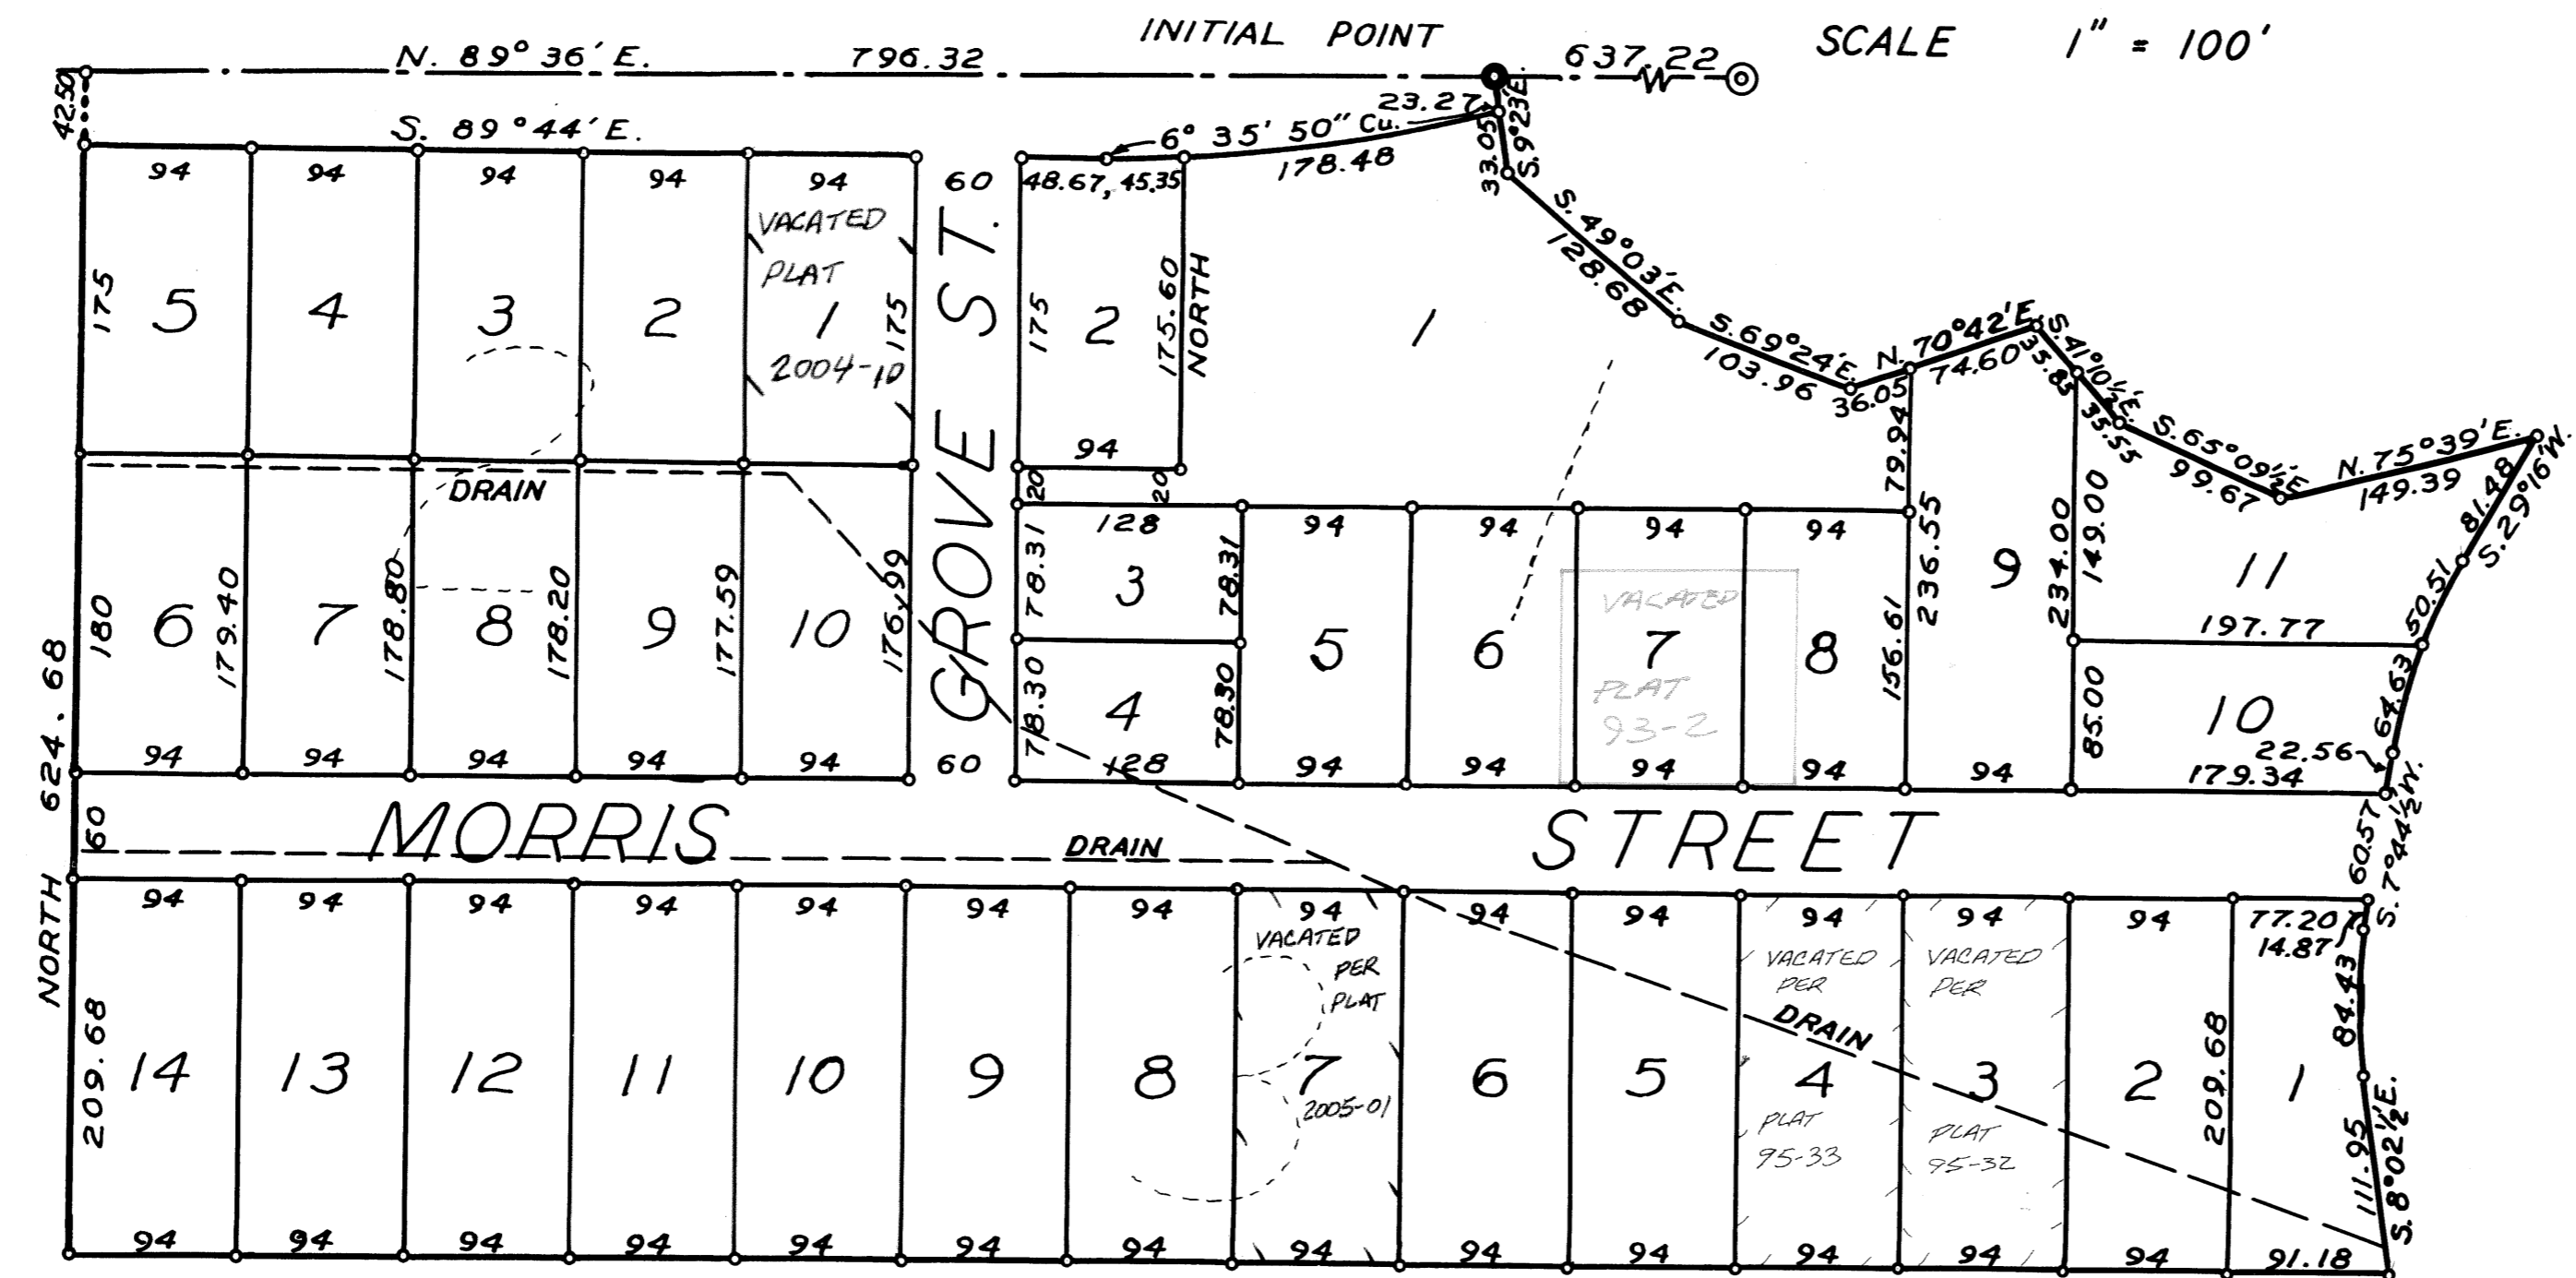 INITIAL POINT
SCALE 1" = 100'
N. 89° 36' E. 796.32
637.22
42.50
S. 89° 44' E.
23.27
6° 35' 50" Cu.
178.48
33.05
S. 9° 23' E.
94 94 94 94 94
60
48.67, 45.35
VACATED
PLAT
1
2004-10
175
5 4 3 2
175
GROVE ST.
175
2
175.60
NORTH
94
20
20
1
S. 49° 03' E.
128.68
S. 69° 24' E.
103.96
N. 70° 42' E.
36.05
74.60
S. 41° 10½' E.
35.85
35.55
S. 65° 09½' E.
99.67
N. 75° 39' E.
149.39
81.48
S. 29° 16' W.
50.51
DRAIN
180
6
179.40
7
178.80
8
178.20
9
177.59
10
176.99
94 94 94 94 94
60
128 94 94 94 94
78.31
3
78.31
78.30
4
78.30
128
5
6
VACATED
7
PLAT
93-2
8
94 94 94 94
79.94
156.61
236.55
9
234.00
149.00
94
11
197.77
85.00
10
64.63
22.56
179.34
NORTH 624.68
60
MORRIS STREET
DRAIN
60.57
S. 7° 44½' W.
94 94 94 94 94 94 94 94 94 94 94 94 94 77.20
14.87
84.43
VACATED
PER
PLAT
2005-01
VACATED
PER
PLAT
95-33
VACATED
PER
PLAT
95-32
DRAIN
209.68
14 13 12 11 10 9 8 7 6 5 4 3 2 1
209.68
111.95
S. 8° 02½' E.
94 94 94 94 94 94 94 94 94 94 94 94 94 91.18